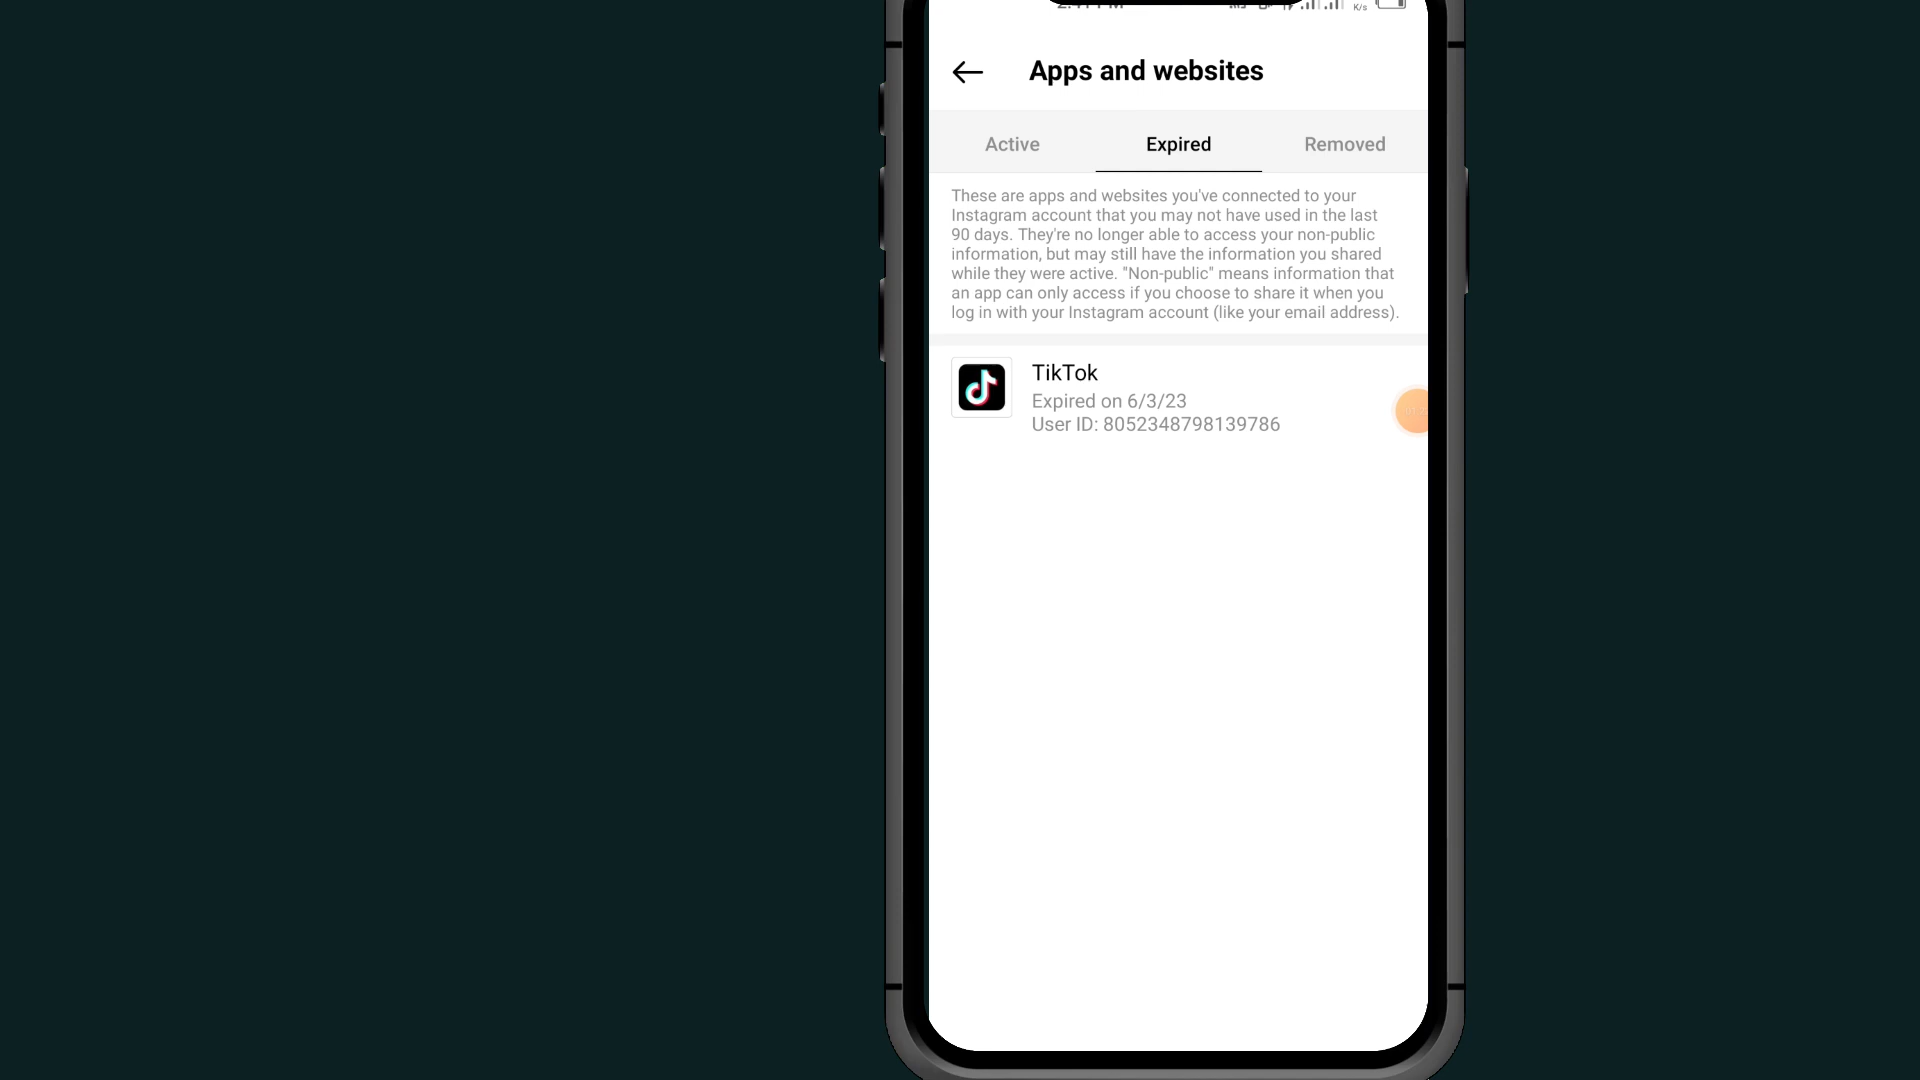 Apps and websites
Active
Expired
Removed
These are apps and websites you've connected to your
Instagram account that you may not have used in the last
90 days. They're no longer able to access your non-public
information, but may still have the information you shared
while they were active. "Non-public" means information that
an app can only access if you choose to share it when you
log in with your Instagram account (like your email address).
TikTok
Expired on 6/3/23
User ID: 8052348798139786
K/s